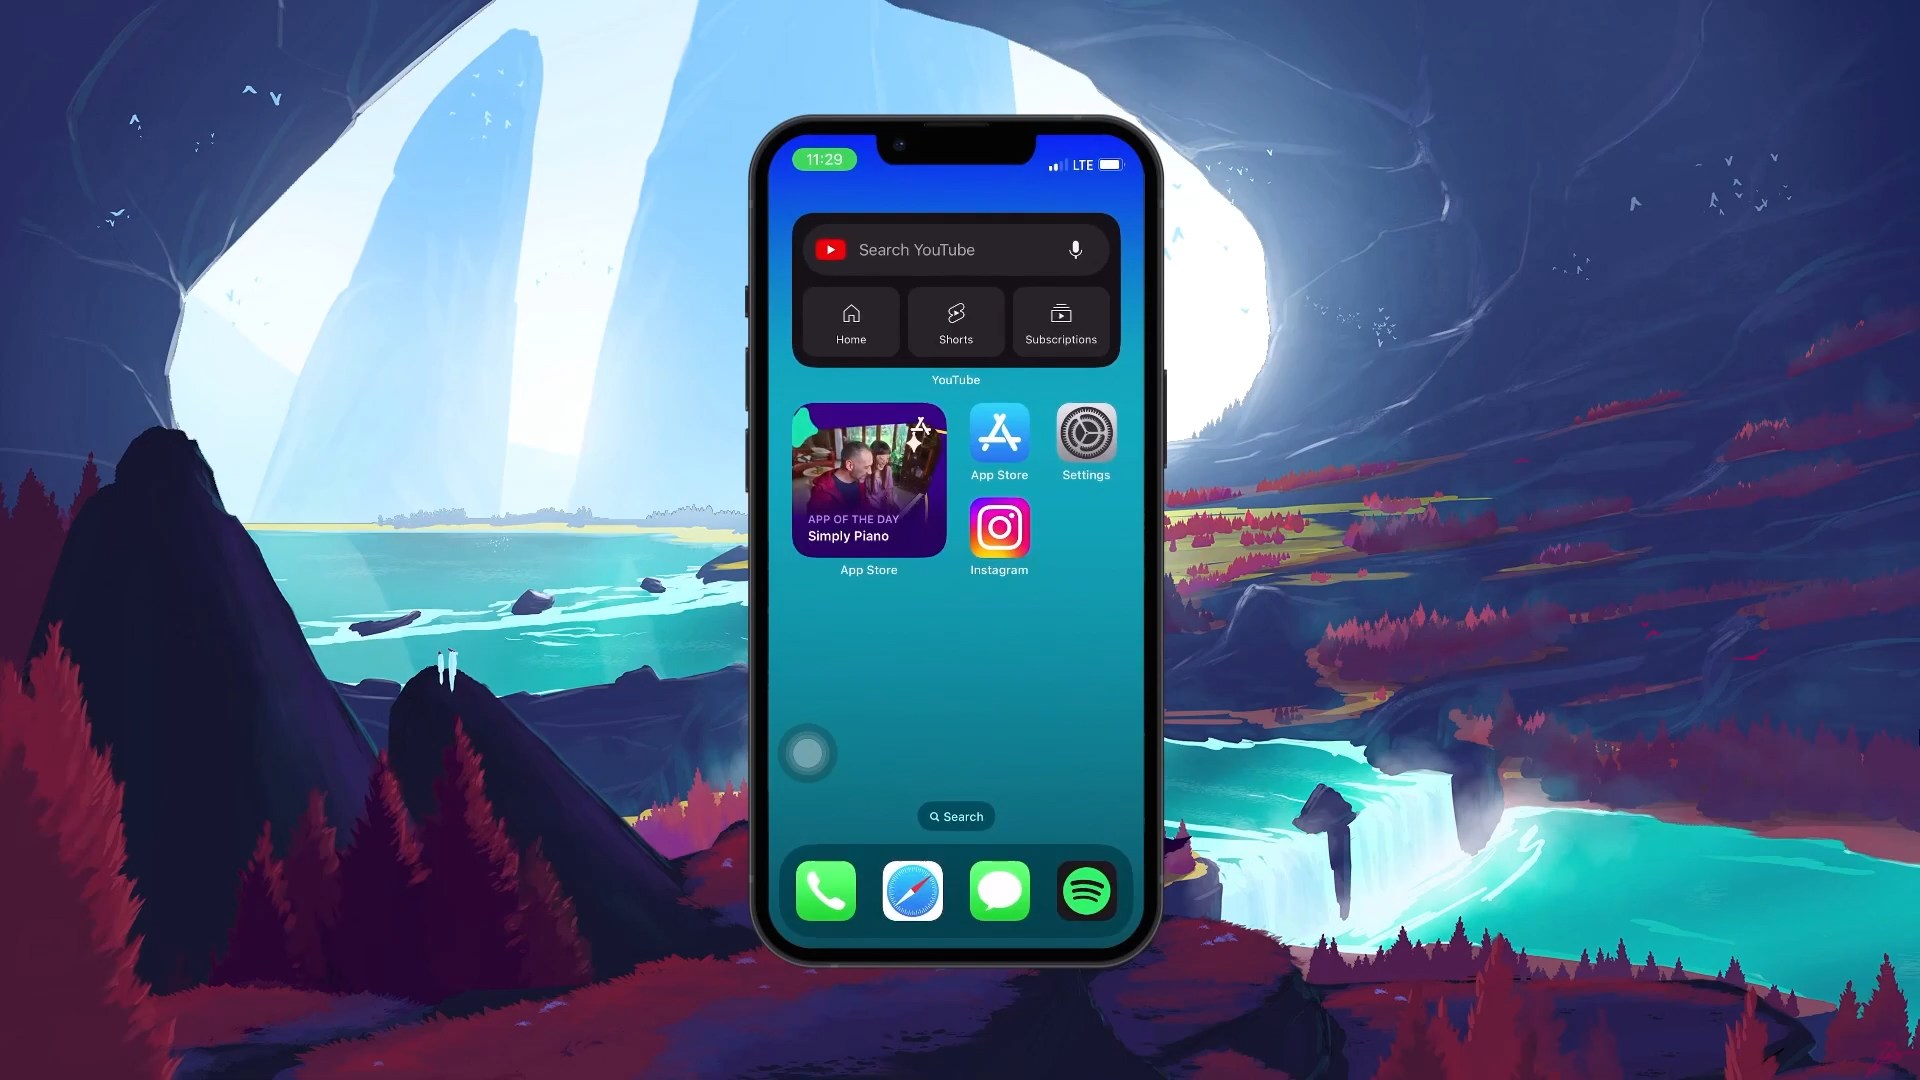 11:29
LTE
Search YouTube
Home
Shorts
Subscriptions
YouTube
APP OF THE DAY
Simply Piano
App Store
App Store
Settings
Instagram
Search